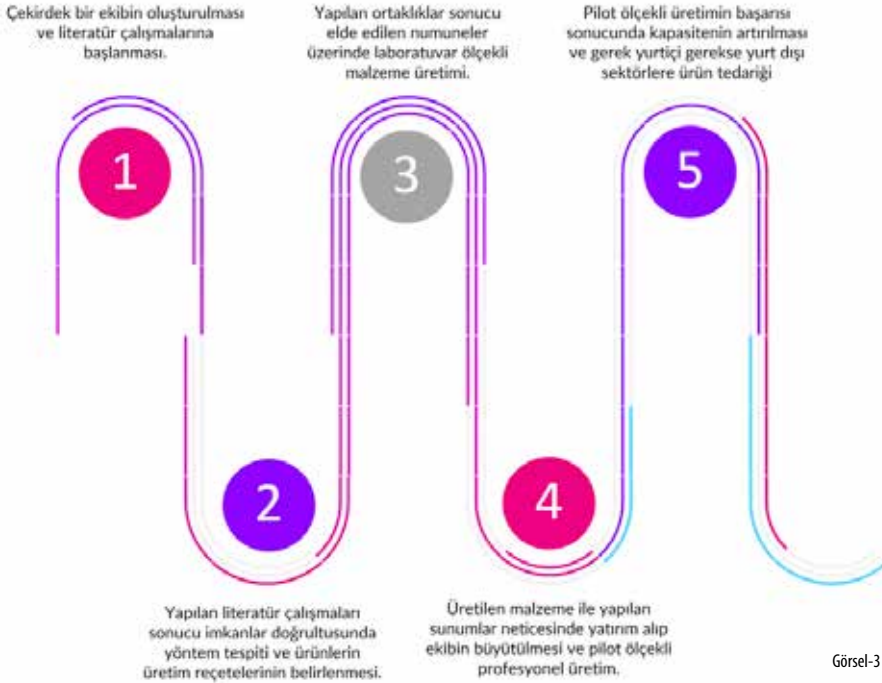 Çekirdek bir ekibin oluşturulması
ve literatür çalışmalarına
başlanması.
1
Yapılan literatür çalışmaları
sonucu imkanlar doğrultusunda
yöntem tespiti ve ürünlerin
üretim reçetelerinin belirlenmesi.
2
Yapılan ortaklıklar sonucu
elde edilen numuneler
üzerinde laboratuvar ölçekli
malzeme üretimi.
3
Üretilen malzeme ile yapılan
sunumlar neticesinde yatırım alıp
ekibin büyütülmesi ve pilot ölçekli
profesyonel üretim.
4
Pilot ölçekli üretimin başarısı
sonucunda kapasitenin artırılması
ve gerek yurtiçi gerekse yurt dışı
sektörlere ürün tedariği
5
Görsel-3